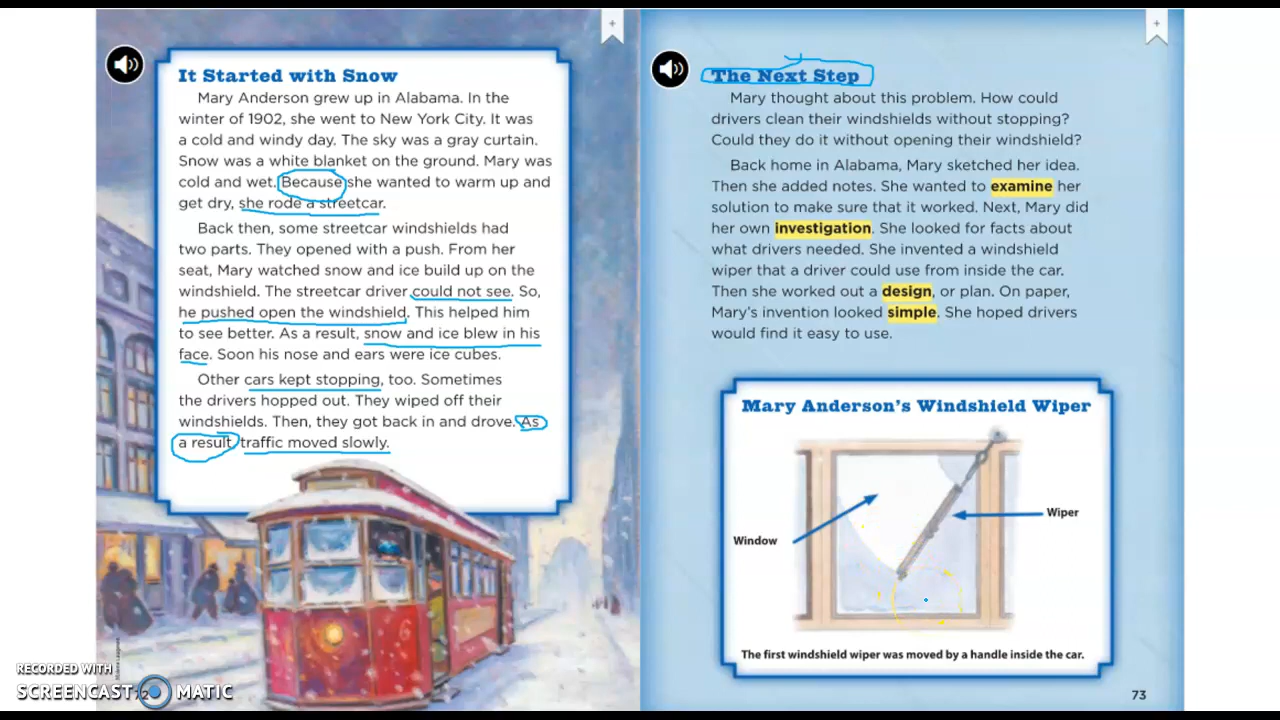 It Started with Snow
Mary Anderson grew up in Alabama. In the
winter of 1902, she went to New York City. It was
a cold and windy day. The sky was a gray curtain.
Snow was a white blanket on the ground. Mary was
cold and wet. Because she wanted to warm up and
get dry, she rode a streetcar.
Back then, some streetcar windshields had
two parts. They opened with a push. From her
seat, Mary watched snow and ice build up on the
windshield. The streetcar driver could not see. So,
he pushed open the windshield. This helped him
to see better. As a result, snow and ice blew in his
face. Soon his nose and ears were ice cubes.
Other cars kept stopping, too. Sometimes
the drivers hopped out. They wiped off their
windshields. Then, they got back in and drove. As
a result traffic moved slowly.
The Next Step
Mary thought about this problem. How could
drivers clean their windshields without stopping?
Could they do it without opening their windshield?
Back home in Alabama, Mary sketched her idea.
Then she added notes. She wanted to examine her
solution to make sure that it worked. Next, Mary did
her own investigation. She looked for facts about
what drivers needed. She invented a windshield
wiper that a driver could use from inside the car.
Then she worked out a design, or plan. On paper,
Mary's invention looked simple. She hoped drivers
would find it easy to use.
Mary Anderson's Windshield Wiper
Wiper
Window
The first windshield wiper was moved by a handle inside the car.
73
RECORDED WITH
SCREENCAST MATIC